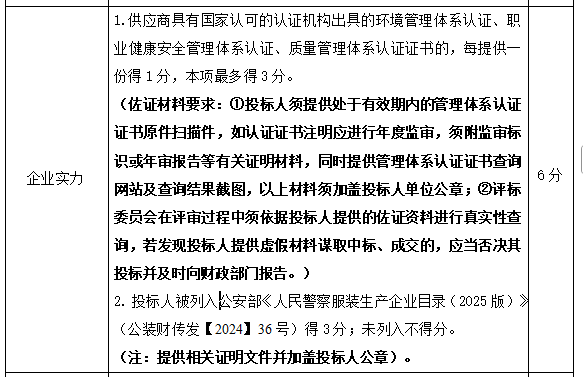 1.供应商具有国家认可的认证机构出具的环境管理体系认证、职
业健康安全管理体系认证、质量管理体系认证证书的，每提供一
份得1分，本项最多得3分。
（佐证材料要求：①投标人须提供处于有效期内的管理体系认证
证书原件扫描件，如认证证书注明应进行年度监审，须附监审标
识或年审报告等有关证明材料，同时提供管理体系认证证书查询
网站及查询结果截图，以上材料须加盖投标人单位公章；②评标
委员会在评审过程中须依据投标人提供的佐证资料进行真实性查
询，若发现投标人提供虚假材料谋取中标、成交的，应当否决其
投标并及时向财政部门报告。）
2. 投标人被列入公安部《人民警察服装生产企业目录（2025 版）》
（公装财传发【2024】36 号）得 3 分；未列入不得分。
（注：提供相关证明文件并加盖投标人公章）。
企业实力
6 分